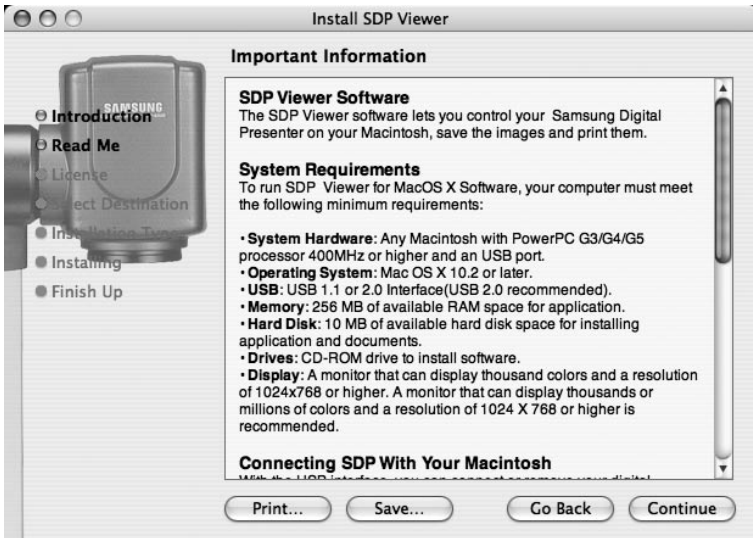 Install SDP Viewer
Important Information
SAMSUNG
Introduction
Read Me
License
Select Destination
Installation Type
Installing
Finish Up
SDP Viewer Software
The SDP Viewer software lets you control your Samsung Digital
Presenter on your Macintosh, save the images and print them.
System Requirements
To run SDP Viewer for MacOS X Software, your computer must meet
the following minimum requirements:
• System Hardware: Any Macintosh with PowerPC G3/G4/G5
processor 400MHz or higher and an USB port.
• Operating System: Mac OS X 10.2 or later.
• USB: USB 1.1 or 2.0 Interface(USB 2.0 recommended).
• Memory: 256 MB of available RAM space for application.
• Hard Disk: 10 MB of available hard disk space for installing
application and documents.
• Drives: CD-ROM drive to install software.
• Display: A monitor that can display thousand colors and a resolution
of 1024x768 or higher. A monitor that can display thousands or
millions of colors and a resolution of 1024 X 768 or higher is
recommended.
Connecting SDP With Your Macintosh
Print... Save... Go Back Continue